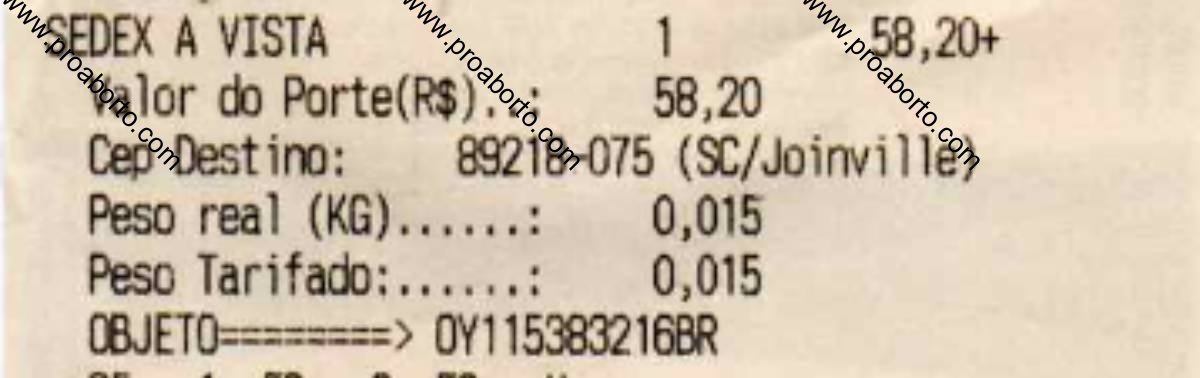 SEDEX A VISTA 1 58,20+
Valor do Porte(R$)..: 58,20
Cep Destino: 89218-075 (SC/Joinville)
Peso real (KG)......: 0,015
Peso Tarifado:......: 0,015
OBJETO========> OY115383216BR
www.proaborto.com
www.proaborto.com
www.proaborto.com